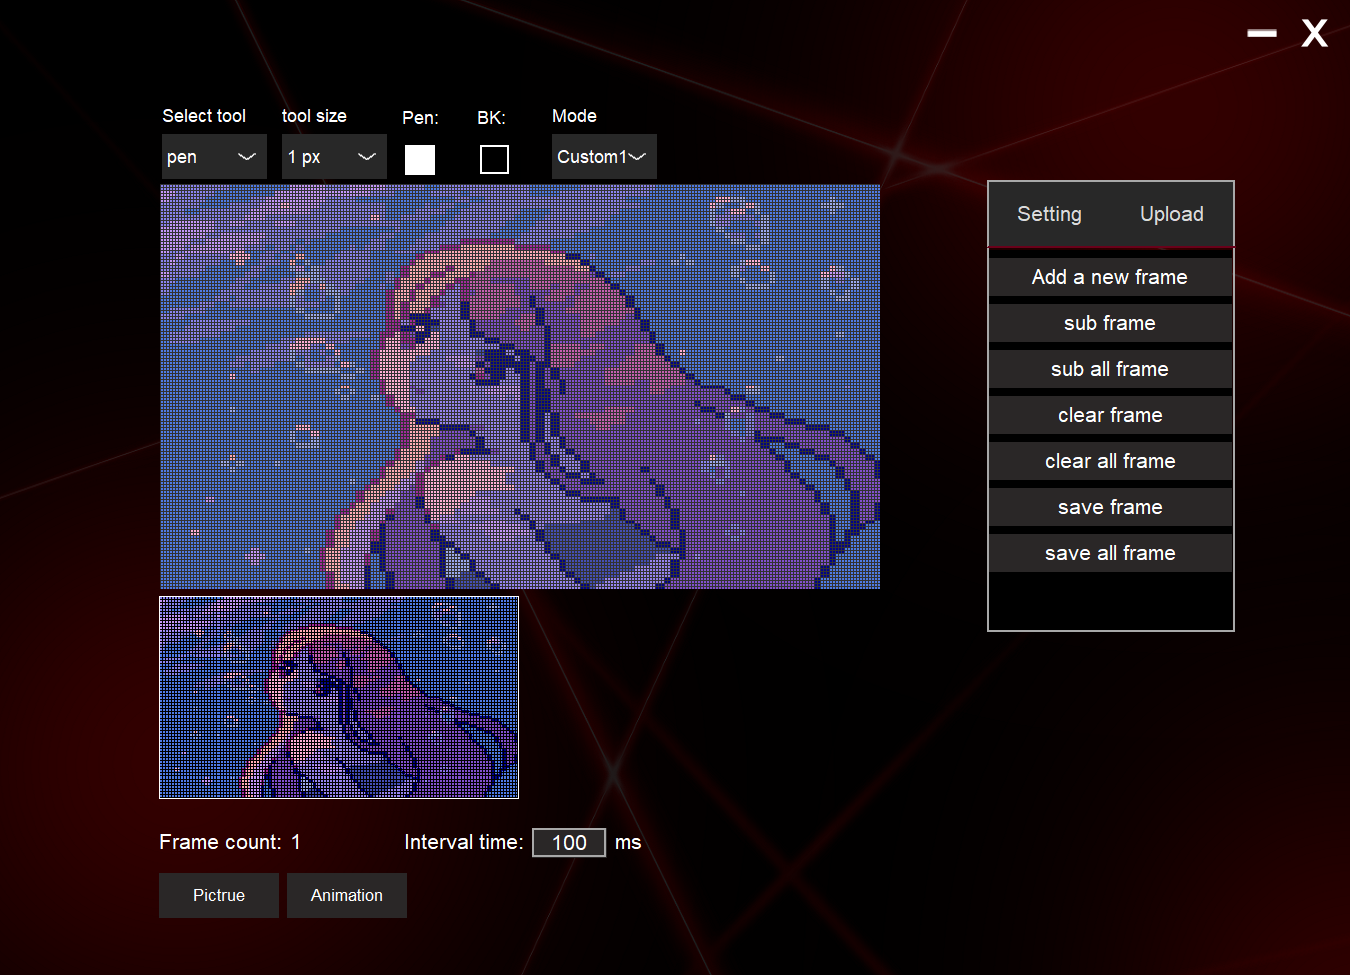 X
Select tool
tool size
Pen:
BK:
Mode
pen
1 px
Custom1
Setting
Upload
Add a new frame
sub frame
sub all frame
clear frame
clear all frame
save frame
save all frame
Frame count: 1
Interval time: 100 ms
Pictrue
Animation